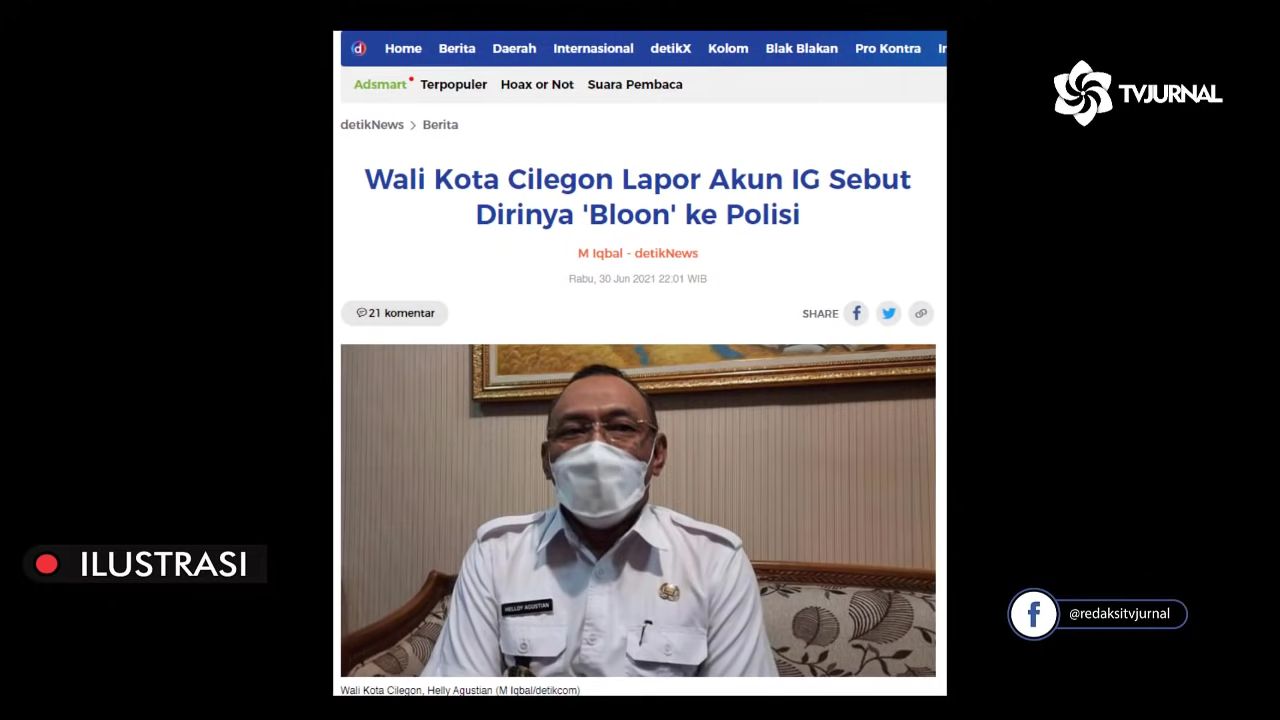 Home Berita Daerah Internasional detikX Kolom Blak Blakan Pro Kontra
Adsmart Terpopuler Hoax or Not Suara Pembaca
detikNews > Berita
Wali Kota Cilegon Lapor Akun IG Sebut
Dirinya 'Bloon' ke Polisi
M Iqbal - detikNews
Rabu, 30 Jun 2021 22:01 WIB
21 komentar
SHARE
HELLDY AGUSTIAN
Wali Kota Cilegon, Helly Agustian (M Iqbal/detikcom)
TVJURNAL
ILUSTRASI
@redaksitvjurnal